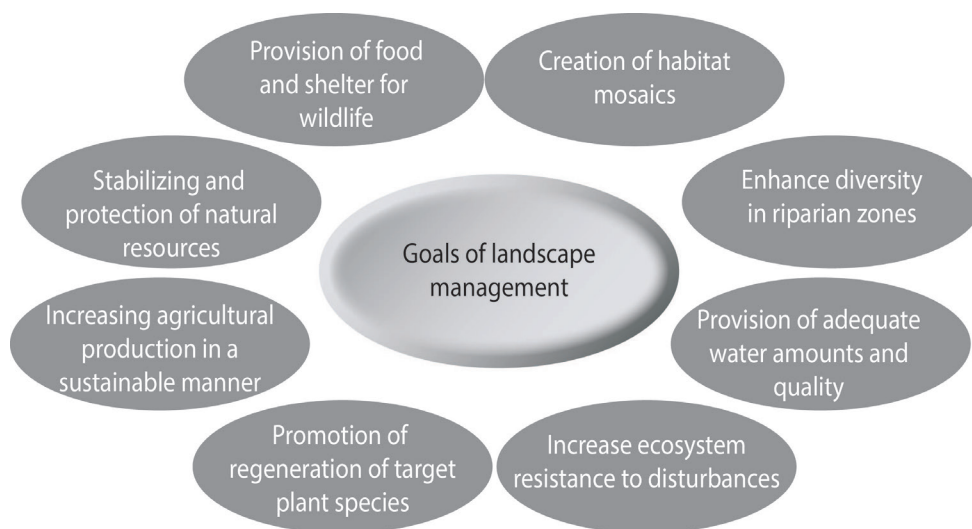 Provision of food
and shelter for
wildlife
Creation of habitat
mosaics
Stabilizing and
protection of natural
resources
Enhance diversity
in riparian zones
Goals of landscape
management
Increasing agricultural
production in a
sustainable manner
Provision of adequate
water amounts and
quality
Promotion of
regeneration of target
plant species
Increase ecosystem
resistance to disturbances